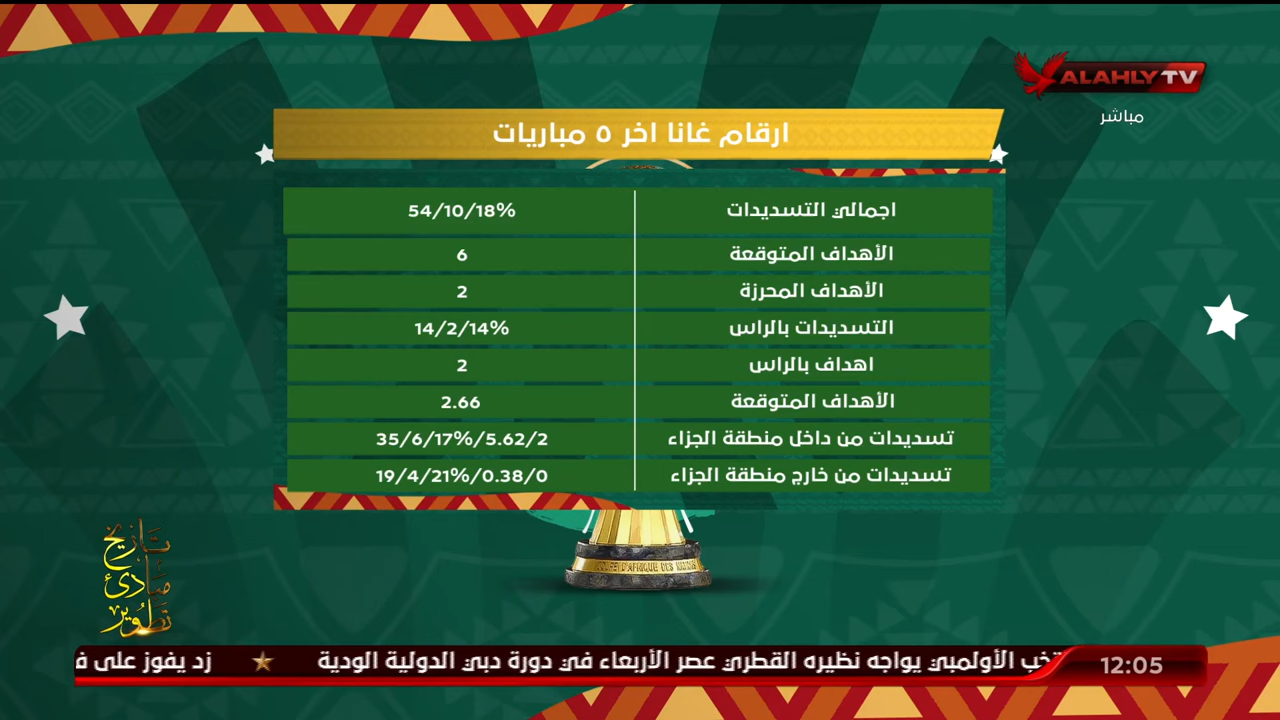 ALAHLY TV
مباشر
ارقام غانا اخر ٥ مباريات
اجمالي التسديدات 54/10/18%
الأهداف المتوقعة 6
الأهداف المحرزة 2
التسديدات بالراس 14/2/14%
اهداف بالراس 2
الأهداف المتوقعة 2.66
تسديدات من داخل منطقة الجزاء 35/6/17%/5.62/2
تسديدات من خارج منطقة الجزاء 19/4/21%/0.38/0
D'AFRIQUE DES NATIONS
تاريخ
مبادئ
تطوير
الأولمبي يواجه نظيره القطري عصر الأربعاء في دورة دبي الدولية الودية ★ زد يفوز على
12:05